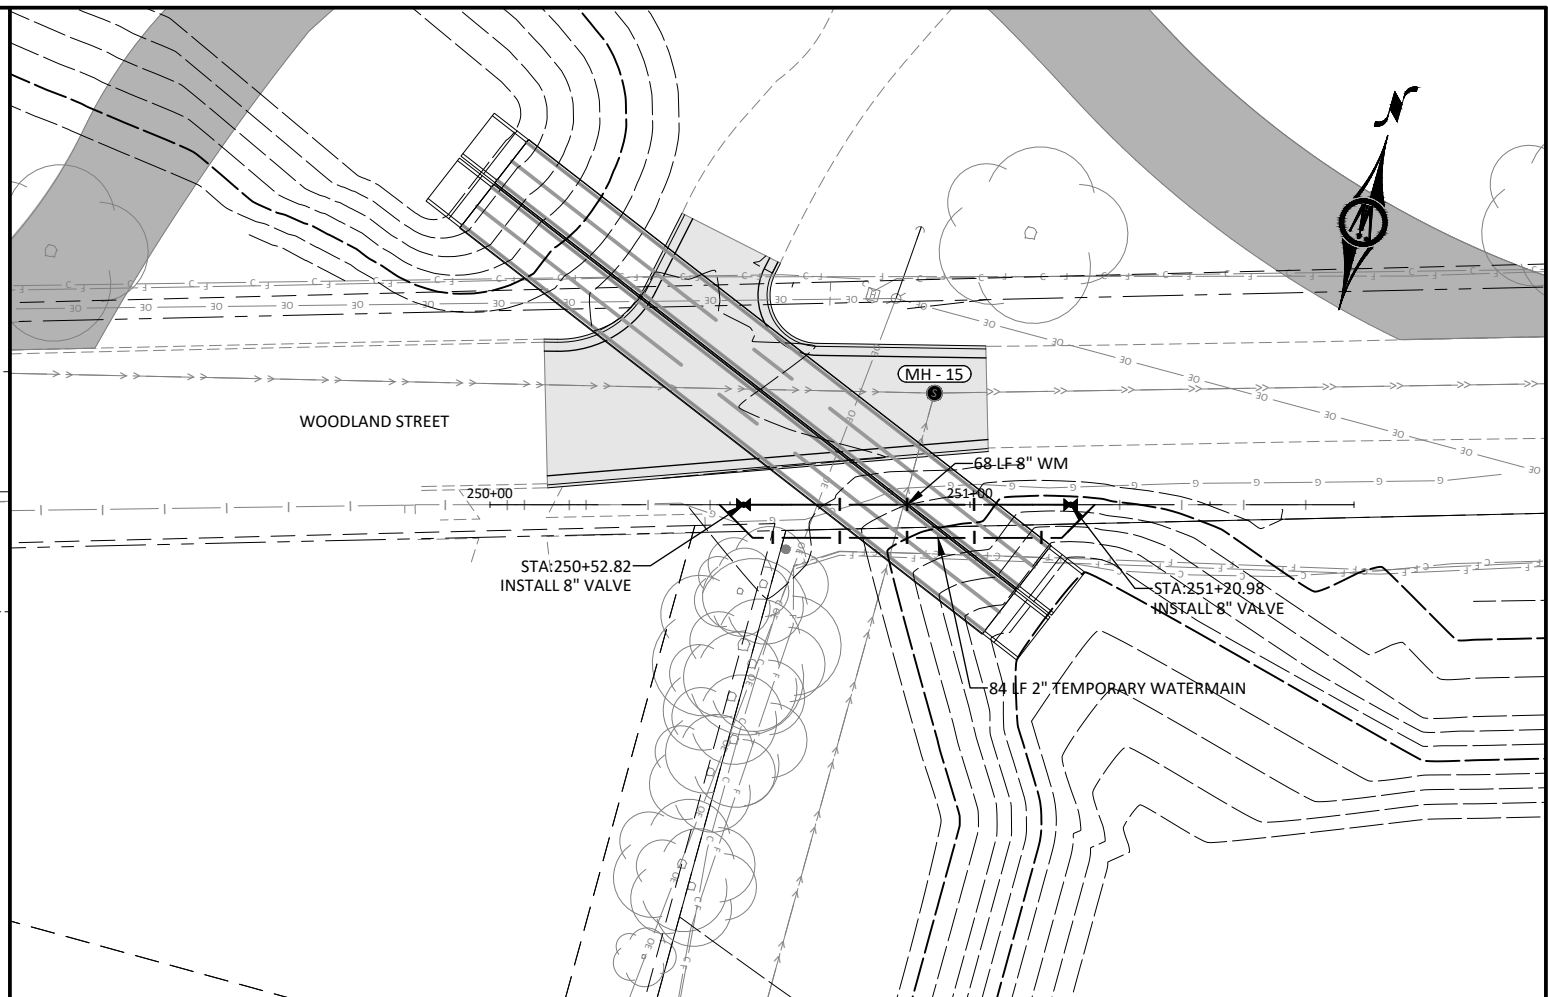 N
MH - 15
S
WOODLAND STREET
68 LF 8" WM
250+00
251+00
STA:250+52.82
INSTALL 8" VALVE
STA:251+20.98
INSTALL 8" VALVE
84 LF 2" TEMPORARY WATERMAIN